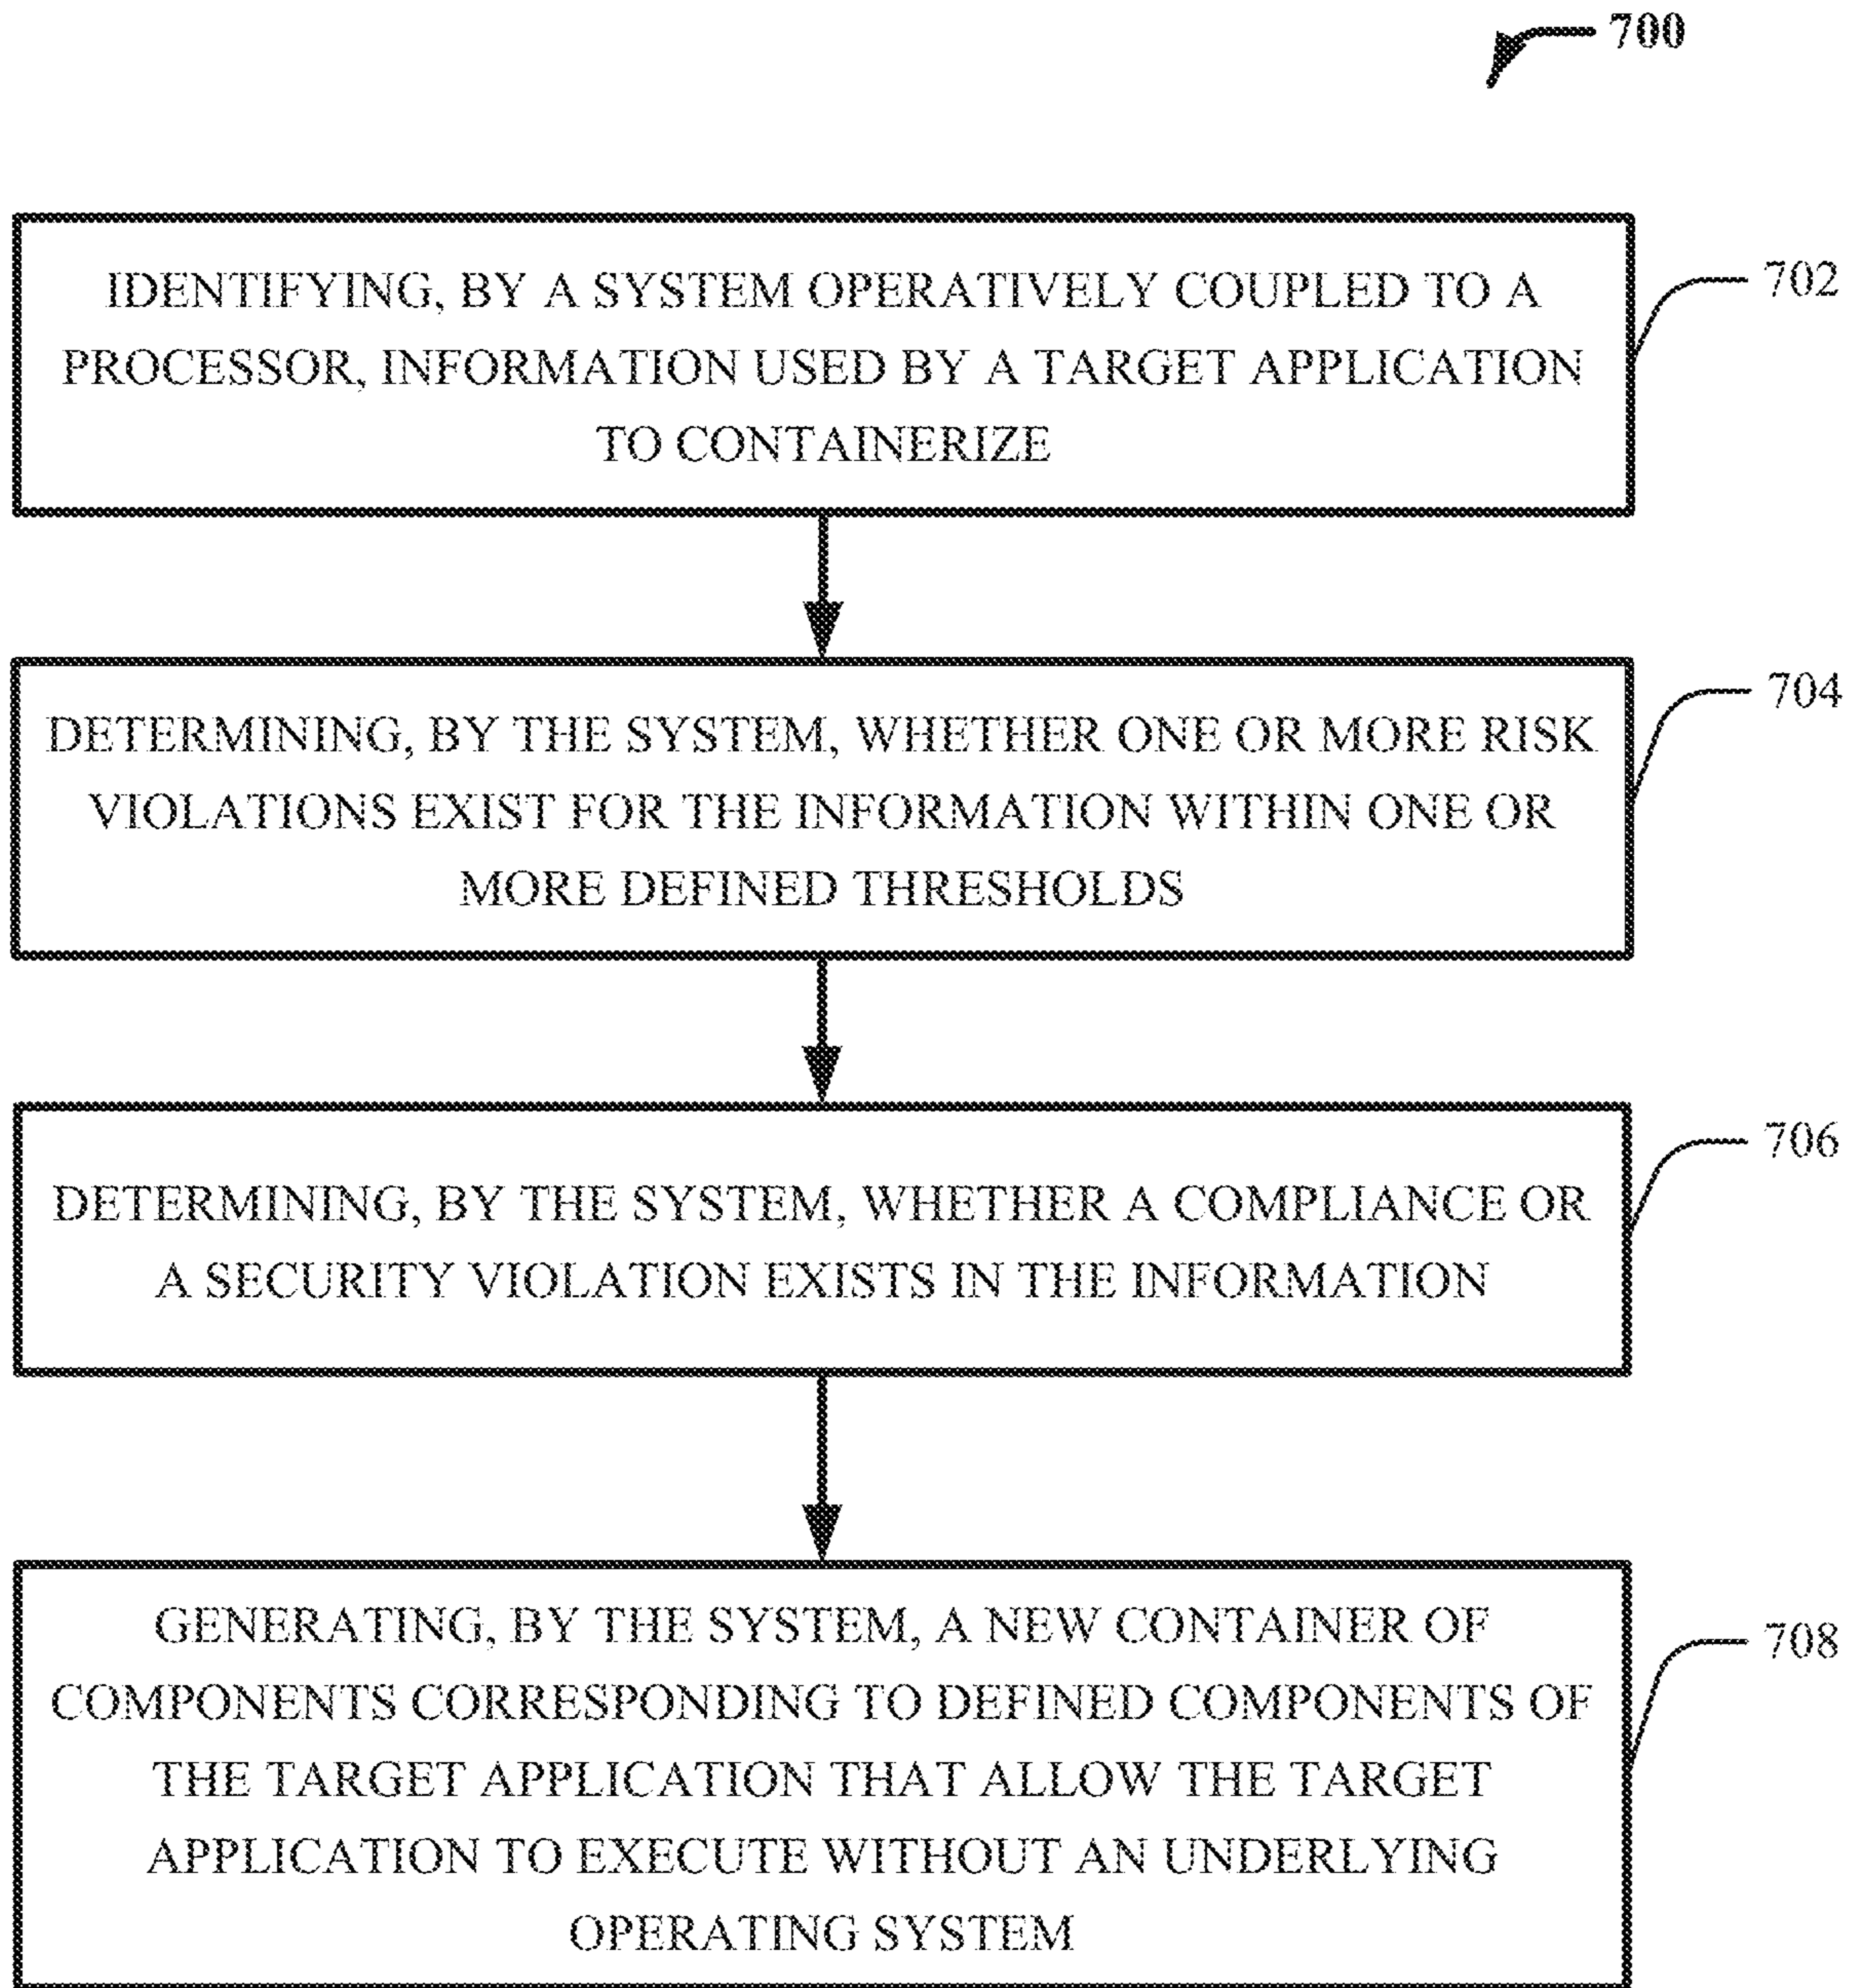 700
IDENTIFYING, BY A SYSTEM OPERATIVELY COUPLED TO A
PROCESSOR, INFORMATION USED BY A TARGET APPLICATION
TO CONTAINERIZE
702
DETERMINING, BY THE SYSTEM, WHETHER ONE OR MORE RISK
VIOLATIONS EXIST FOR THE INFORMATION WITHIN ONE OR
MORE DEFINED THRESHOLDS
704
DETERMINING, BY THE SYSTEM, WHETHER A COMPLIANCE OR
A SECURITY VIOLATION EXISTS IN THE INFORMATION
706
GENERATING, BY THE SYSTEM, A NEW CONTAINER OF
COMPONENTS CORRESPONDING TO DEFINED COMPONENTS OF
THE TARGET APPLICATION THAT ALLOW THE TARGET
APPLICATION TO EXECUTE WITHOUT AN UNDERLYING
OPERATING SYSTEM
708